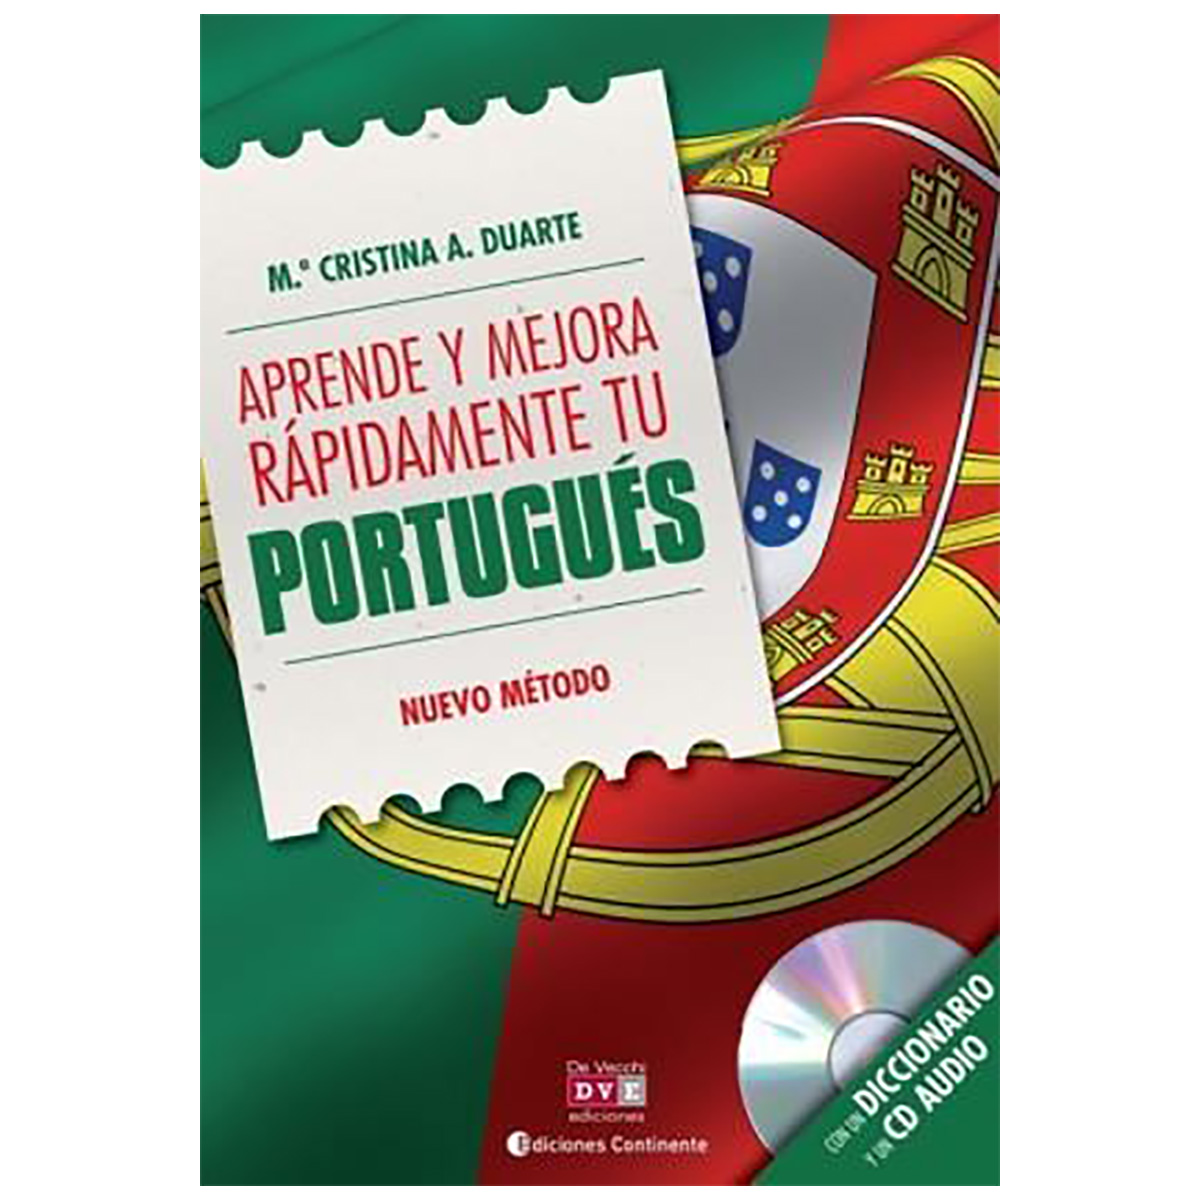 M.ª CRISTINA A. DUARTE
APRENDE Y MEJORA
RÁPIDAMENTE TU
PORTUGUÉS
NUEVO MÉTODO
CON UN DICCIONARIO
Y UN CD AUDIO
De Vecchi
DVE
ediciones
Ediciones Continente